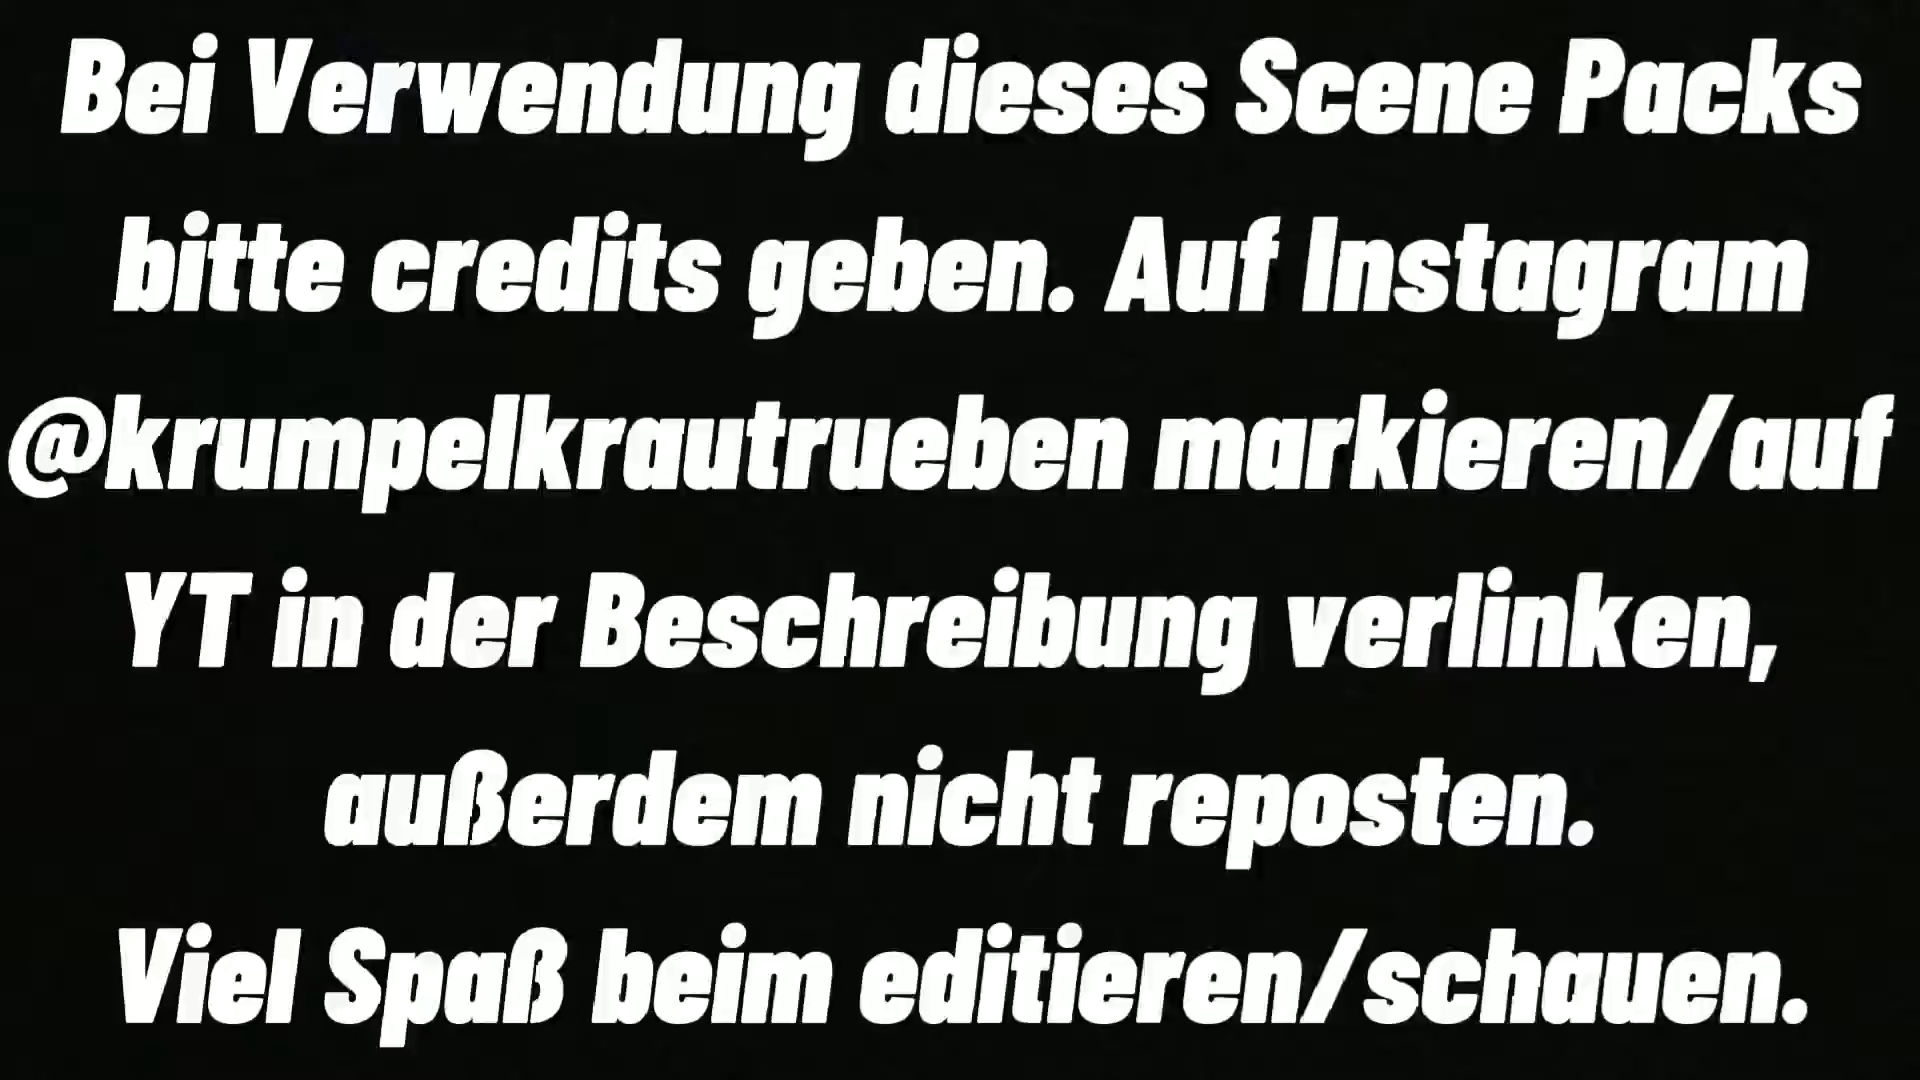 Bei Verwendung dieses Scene Packs
bitte credits geben. Auf Instagram
@krumpelkrautrueben markieren/auf
YT in der Beschreibung verlinken,
außerdem nicht reposten.
Viel Spaß beim editieren/schauen.